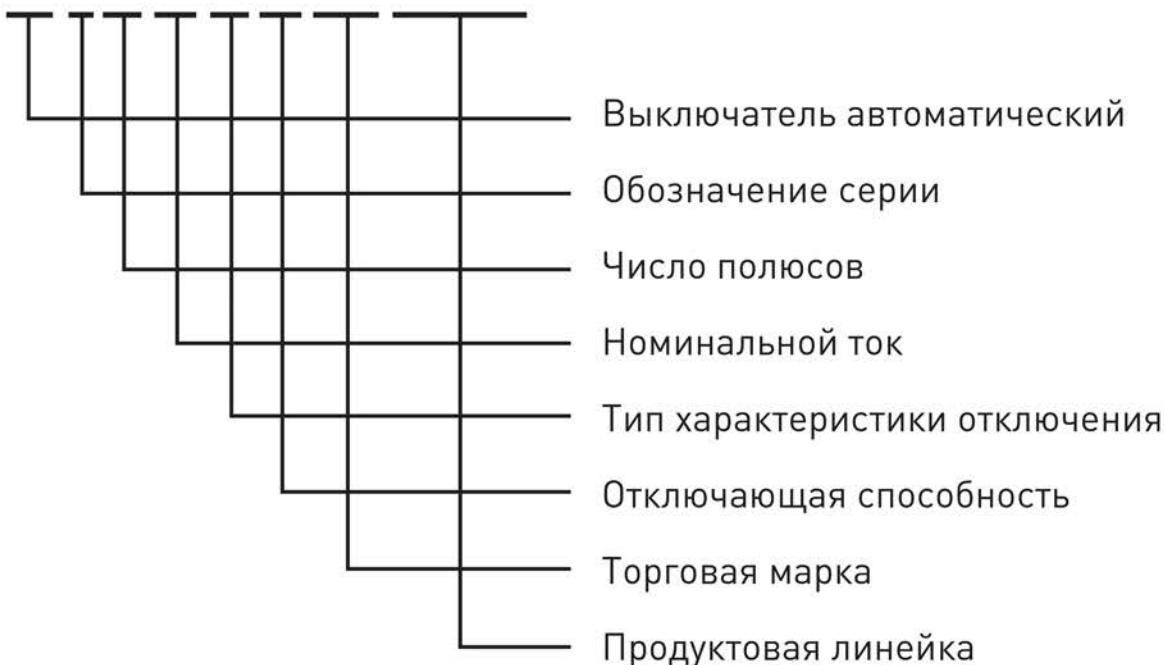 Выключатель автоматический
Обозначение серии
Число полюсов
Номинальной ток
Тип характеристики отключения
Отключающая способность
Торговая марка
Продуктовая линейка